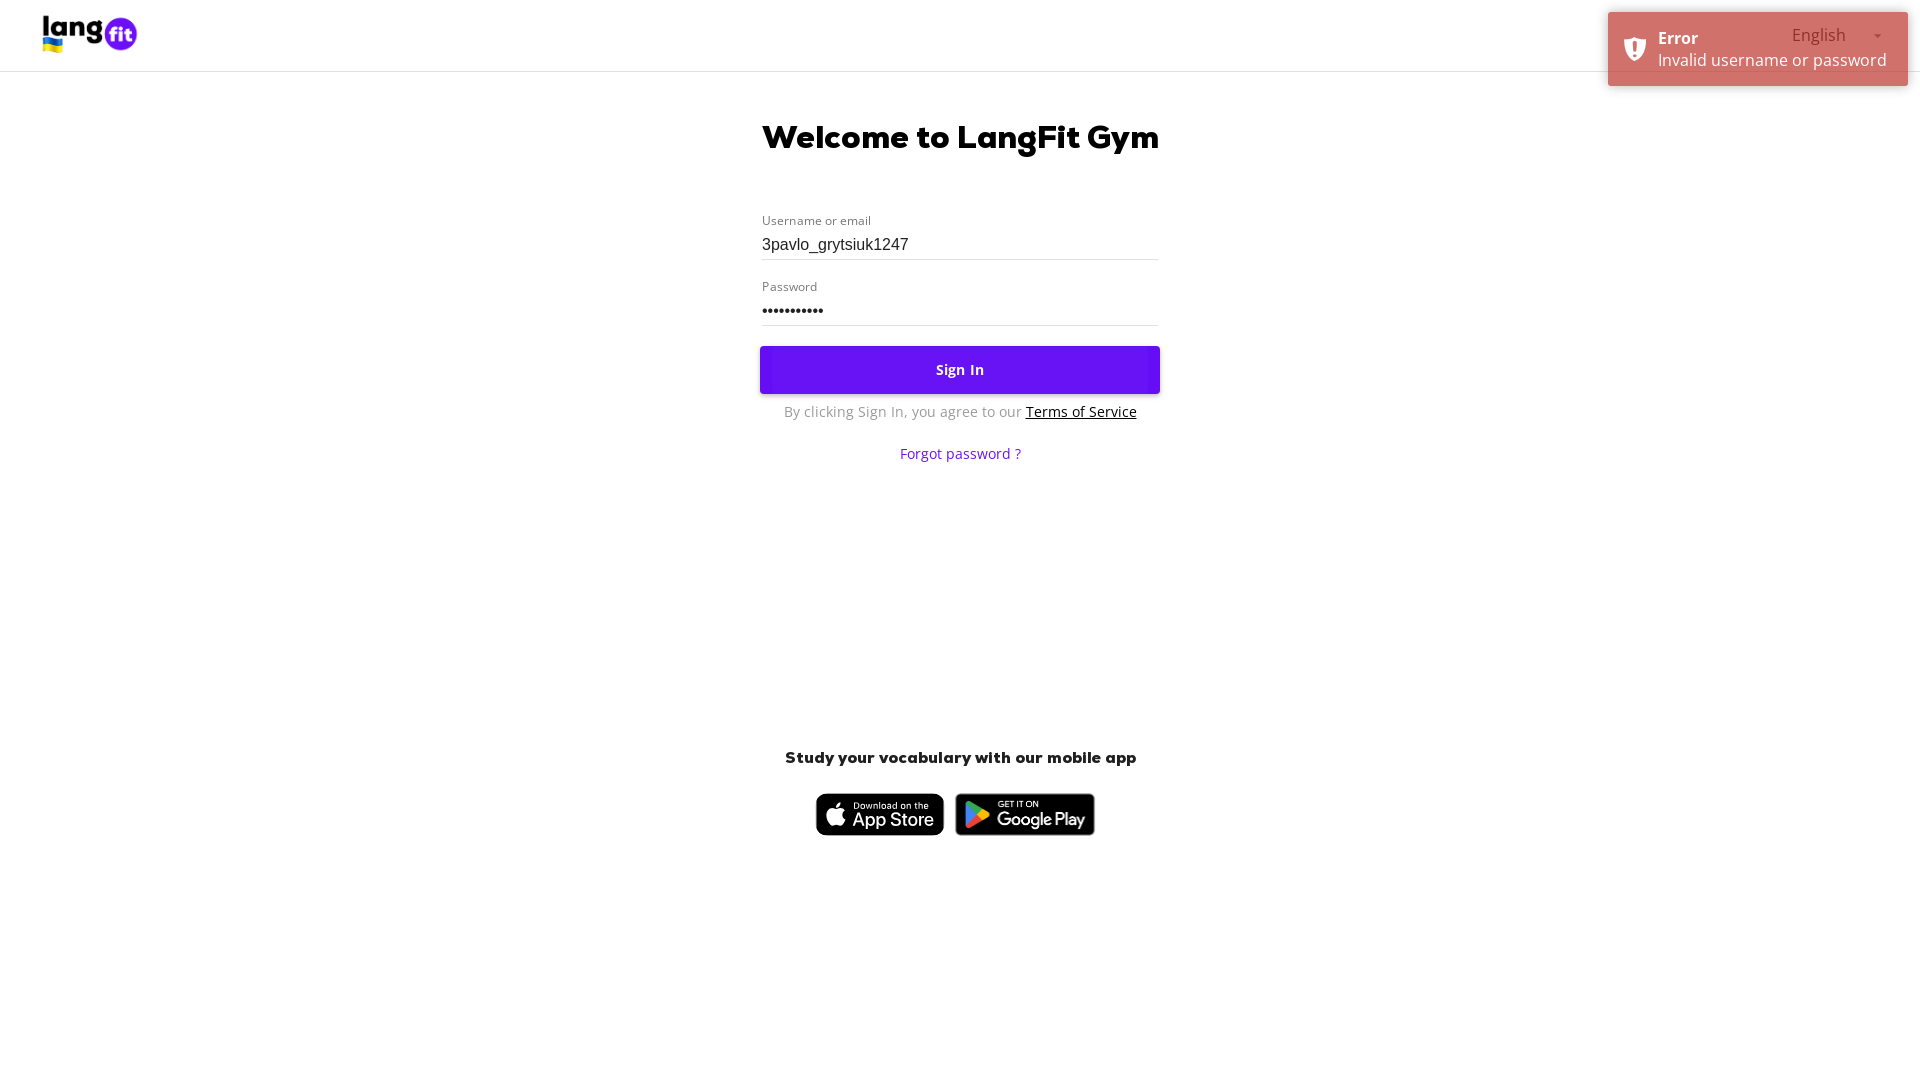 lang fit
English
Error
Invalid username or password
Welcome to LangFit Gym
Username or email
3pavlo_grytsiuk1247
Password
•••••••••••
Sign In
By clicking Sign In, you agree to our Terms of Service
Forgot password ?
Study your vocabulary with our mobile app
Download on the
App Store
GET IT ON
Google Play